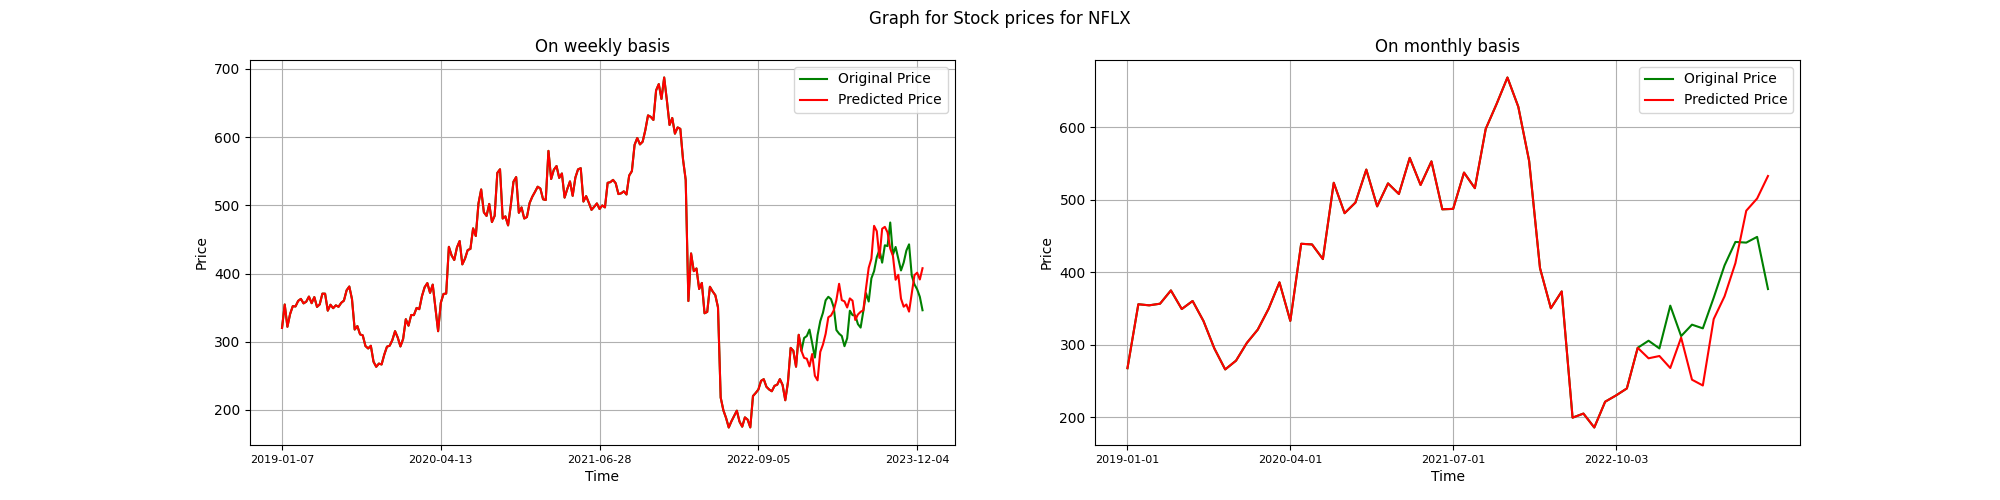 Graph for Stock prices for NFLX
On weekly basis
Original Price
Predicted Price
700
600
500
400
300
200
Price
2019-01-07
2020-04-13
2021-06-28
2022-09-05
2023-12-04
Time
On monthly basis
Original Price
Predicted Price
600
500
400
300
200
Price
2019-01-01
2020-04-01
2021-07-01
2022-10-03
Time